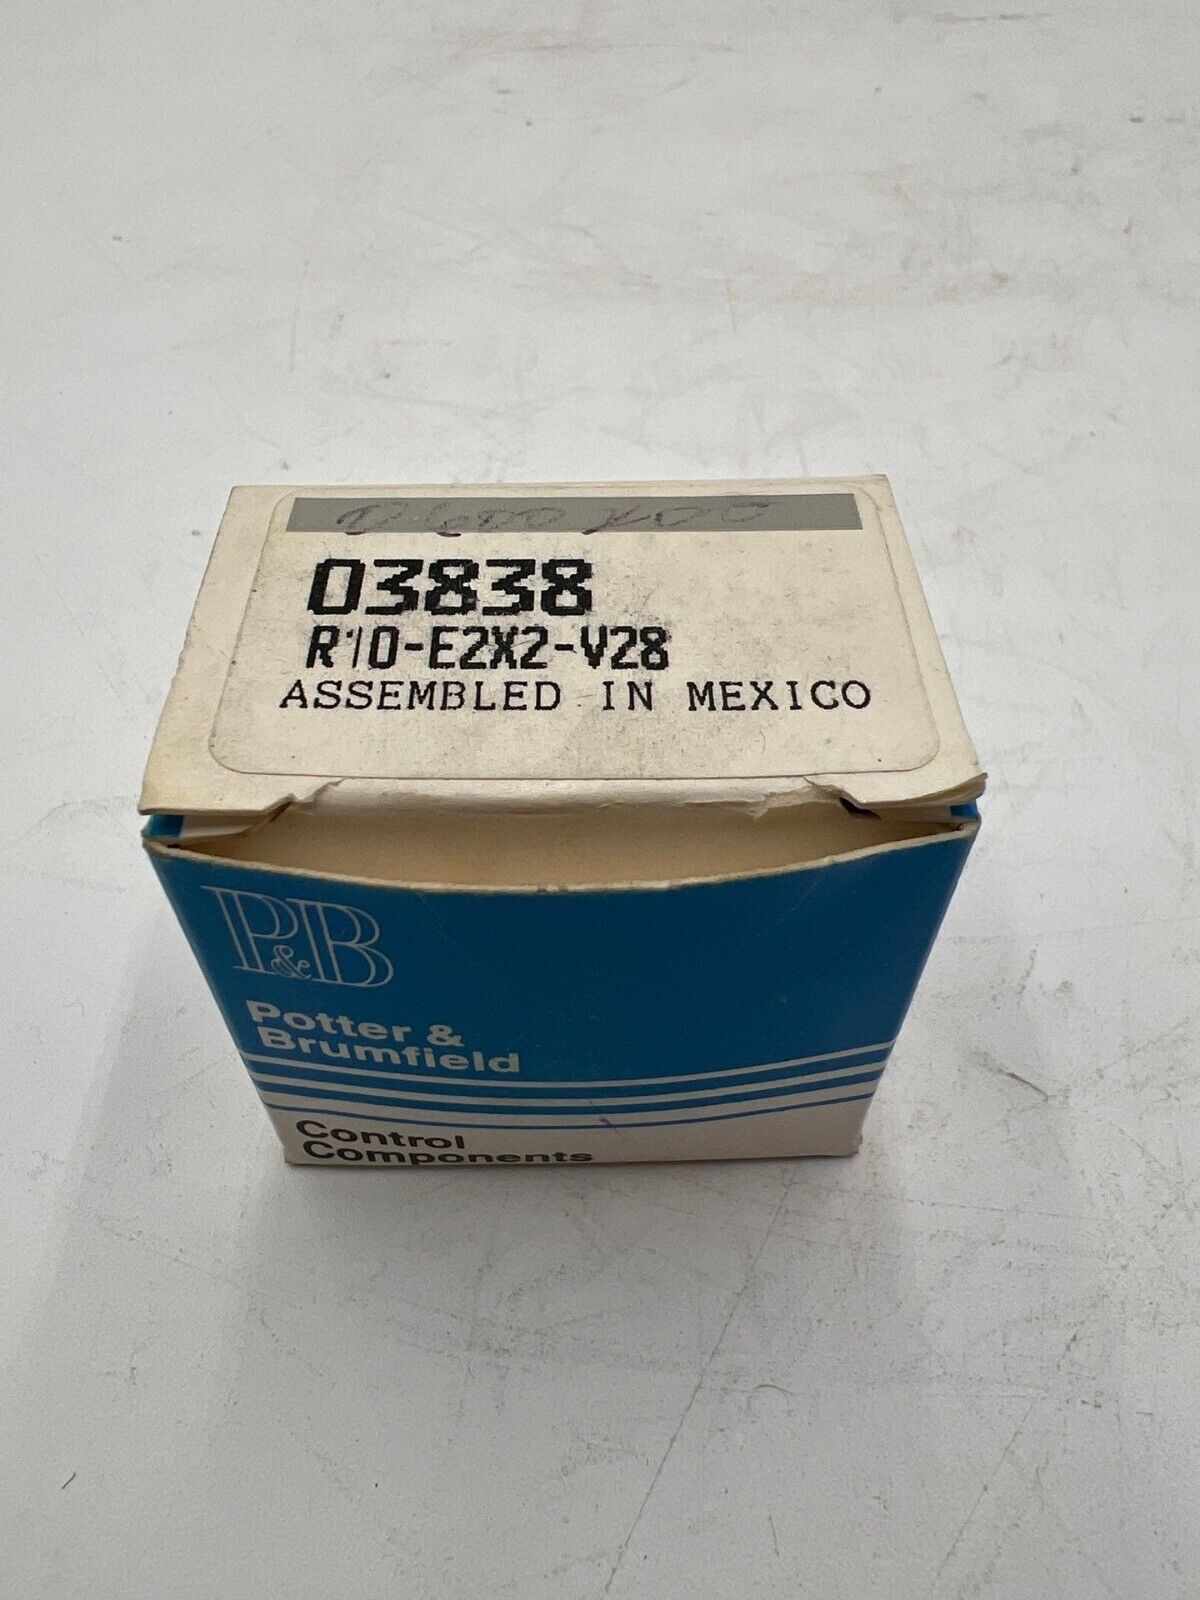 03838
R10-E2X2-V28
ASSEMBLED IN MEXICO
P&B
Potter &
Brumfield
Control
Components